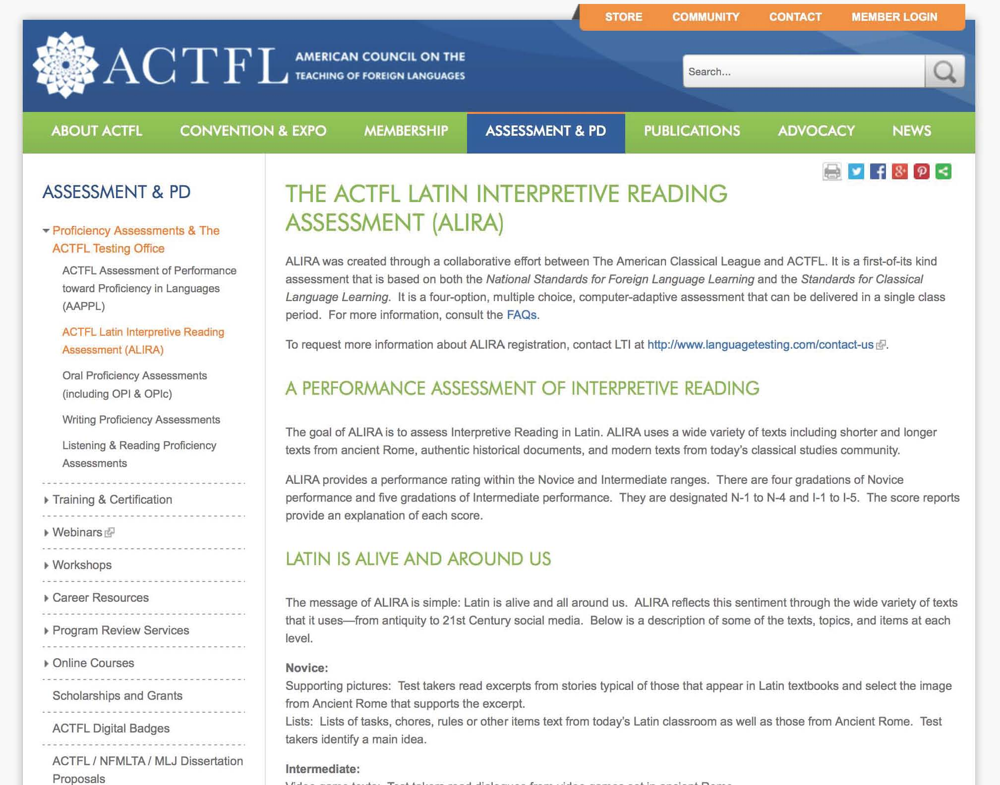 STORE COMMUNITY CONTACT MEMBER LOGIN
ACTFL AMERICAN COUNCIL ON THE
TEACHING OF FOREIGN LANGUAGES
Search...
ABOUT ACTFL CONVENTION & EXPO MEMBERSHIP ASSESSMENT & PD PUBLICATIONS ADVOCACY NEWS
ASSESSMENT & PD
Proficiency Assessments & The
ACTFL Testing Office
ACTFL Assessment of Performance
toward Proficiency in Languages
(AAPPL)
ACTFL Latin Interpretive Reading
Assessment (ALIRA)
Oral Proficiency Assessments
(including OPI & OPIc)
Writing Proficiency Assessments
Listening & Reading Proficiency
Assessments
Training & Certification
Webinars
Workshops
Career Resources
Program Review Services
Online Courses
Scholarships and Grants
ACTFL Digital Badges
ACTFL / NFMLTA / MLJ Dissertation
Proposals
THE ACTFL LATIN INTERPRETIVE READING
ASSESSMENT (ALIRA)
ALIRA was created through a collaborative effort between The American Classical League and ACTFL. It is a first-of-its kind
assessment that is based on both the National Standards for Foreign Language Learning and the Standards for Classical
Language Learning. It is a four-option, multiple choice, computer-adaptive assessment that can be delivered in a single class
period. For more information, consult the FAQs.
To request more information about ALIRA registration, contact LTI at http://www.languagetesting.com/contact-us.
A PERFORMANCE ASSESSMENT OF INTERPRETIVE READING
The goal of ALIRA is to assess Interpretive Reading in Latin. ALIRA uses a wide variety of texts including shorter and longer
texts from ancient Rome, authentic historical documents, and modern texts from today's classical studies community.
ALIRA provides a performance rating within the Novice and Intermediate ranges. There are four gradations of Novice
performance and five gradations of Intermediate performance. They are designated N-1 to N-4 and I-1 to I-5. The score reports
provide an explanation of each score.
LATIN IS ALIVE AND AROUND US
The message of ALIRA is simple: Latin is alive and all around us. ALIRA reflects this sentiment through the wide variety of texts
that it uses—from antiquity to 21st Century social media. Below is a description of some of the texts, topics, and items at each
level.
Novice:
Supporting pictures: Test takers read excerpts from stories typical of those that appear in Latin textbooks and select the image
from Ancient Rome that supports the excerpt.
Lists: Lists of tasks, chores, rules or other items text from today's Latin classroom as well as those from Ancient Rome. Test
takers identify a main idea.
Intermediate:
Video game texts: Test takers read dialogues from video games set in ancient Rome